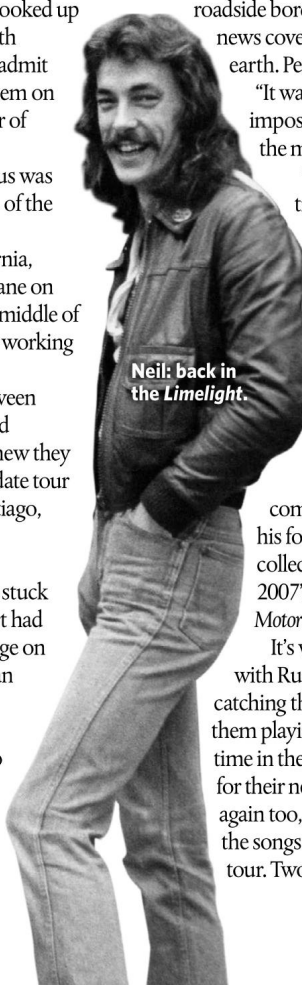 ooked up
th
admit
em on
r of
us was
of the
rnia,
ane on
middle of
working
ween
d
new they
date tour
tiago,
stuck
t had
ge on
o
Neil: back in
the Limelight.
roadside bord
news cove
earth. Pe
“It wa
impos
the m
t
com
his fo
collec
2007’
Motor
It’s v
with Ru
catching th
them playi
time in the
for their ne
again too,
the songs
tour. Two